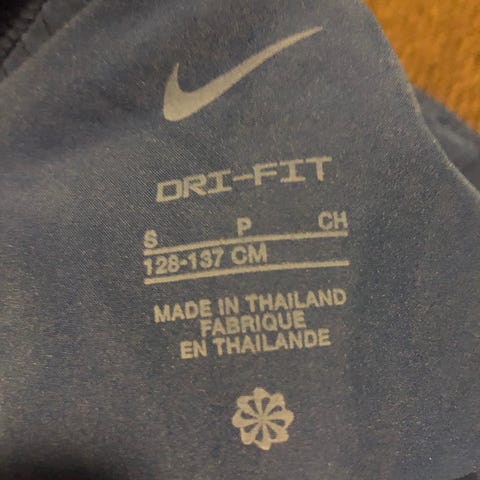 DRI-FIT
S P CH
128-137 CM
MADE IN THAILAND
FABRIQUE
EN THAILANDE